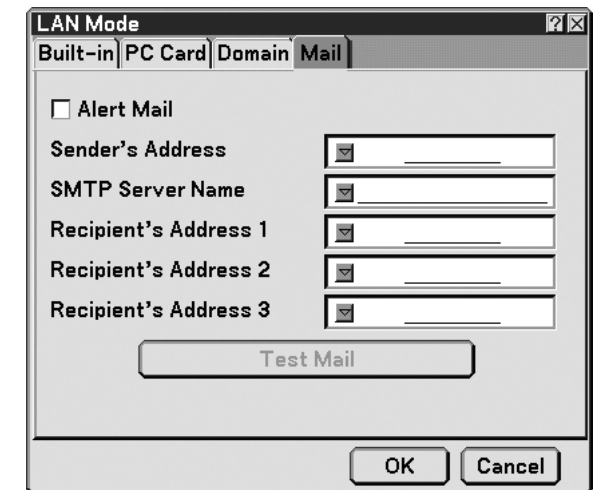 LAN Mode ?
Built-in PC Card Domain Mail
Alert Mail
Sender's Address
SMTP Server Name
Recipient's Address 1
Recipient's Address 2
Recipient's Address 3
Test Mail
OK Cancel